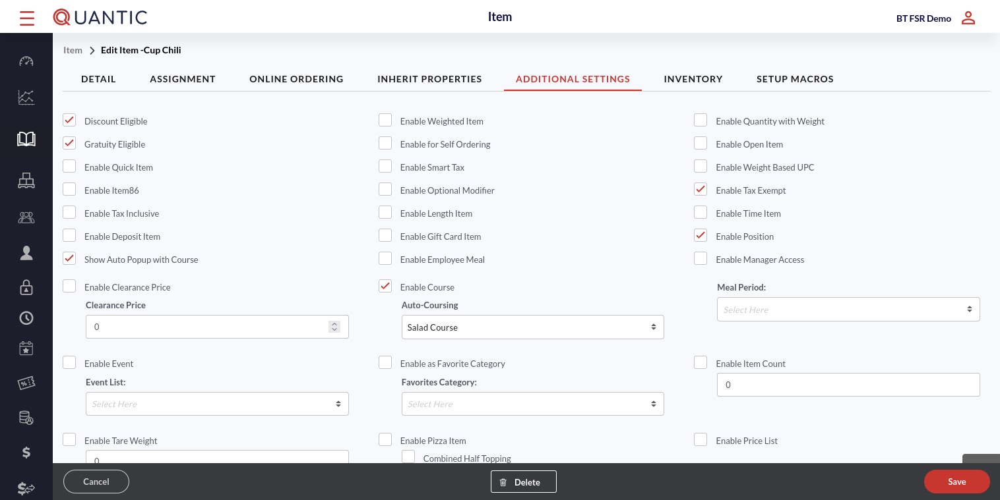 QUANTIC
Item
BT FSR Demo
Item
Edit Item -Cup Chili
DETAIL
ASSIGNMENT
ONLINE ORDERING
INHERIT PROPERTIES
ADDITIONAL SETTINGS
INVENTORY
SETUP MACROS
Discount Eligible
Enable Weighted Item
Enable Quantity with Weight
Gratuity Eligible
Enable for Self Ordering
Enable Open Item
Enable Quick Item
Enable Smart Tax
Enable Weight Based UPC
Enable Item86
Enable Optional Modifier
Enable Tax Exempt
Enable Tax Inclusive
Enable Length Item
Enable Time Item
Enable Deposit Item
Enable Gift Card Item
Enable Position
Show Auto Popup with Course
Enable Employee Meal
Enable Manager Access
Enable Clearance Price
Clearance Price
0
Enable Course
Auto-Coursing
Salad Course
Meal Period:
Select Here
Enable Event
Event List:
Select Here
Enable as Favorite Category
Favorites Category:
Select Here
Enable Item Count
0
Enable Tare Weight
0
Enable Pizza Item
Combined Half Topping
Enable Price List
Cancel
Delete
Save